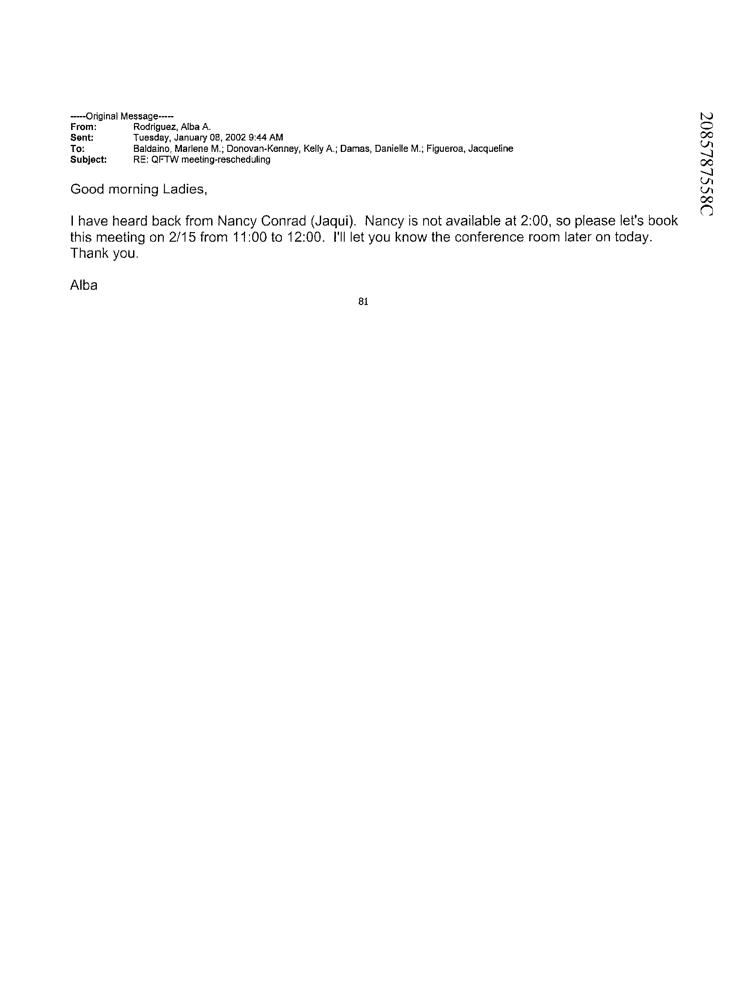 -----Original Message-----
From: Rodriguez, Alba A.
Sent: Tuesday, January 08, 2002 9:44 AM
To: Baldaino, Marlene M.; Donovan-Kenney, Kelly A.; Damas, Danielle M.; Figueroa, Jacqueline
Subject: RE: QFTW meeting-rescheduling
Good morning Ladies,
I have heard back from Nancy Conrad (Jaqui). Nancy is not available at 2:00, so please let's book
this meeting on 2/15 from 11:00 to 12:00. I'll let you know the conference room later on today.
Thank you.
Alba
81
2085787558C